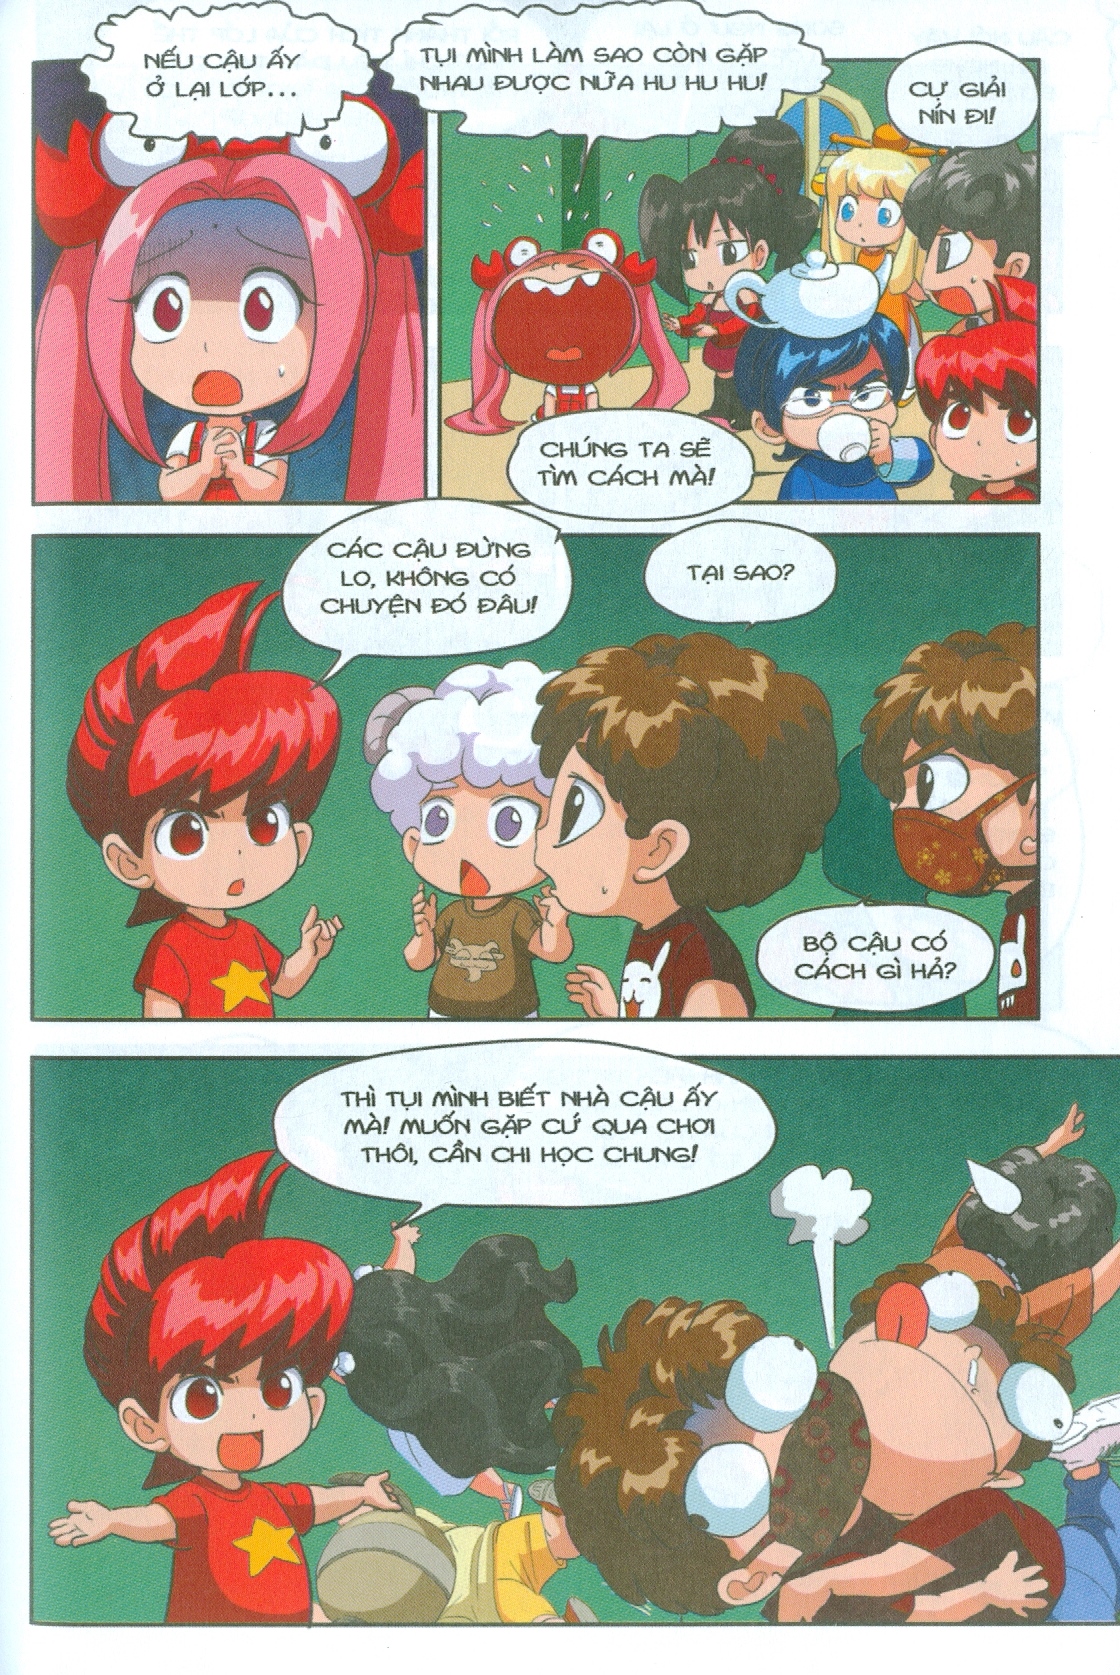 NẾU CẬU ẤY
Ở LẠI LỚP...
TỤI MÌNH LÀM SAO CÒN GẶP
NHAU ĐƯỢC NỮA HU HU HU!
CỰ GIẢI
NÍN ĐI!
CHÚNG TA SẼ
TÌM CÁCH MÀ!
CÁC CẬU ĐỪNG
LO, KHÔNG CÓ
CHUYỆN ĐÓ ĐÂU!
TẠI SAO?
BỘ CẬU CÓ
CÁCH GÌ HẢ?
THÌ TỤI MÌNH BIẾT NHÀ CẬU ẤY
MÀ! MUỐN GẶP CỨ QUA CHƠI
THÔI, CẦN CHI HỌC CHUNG!